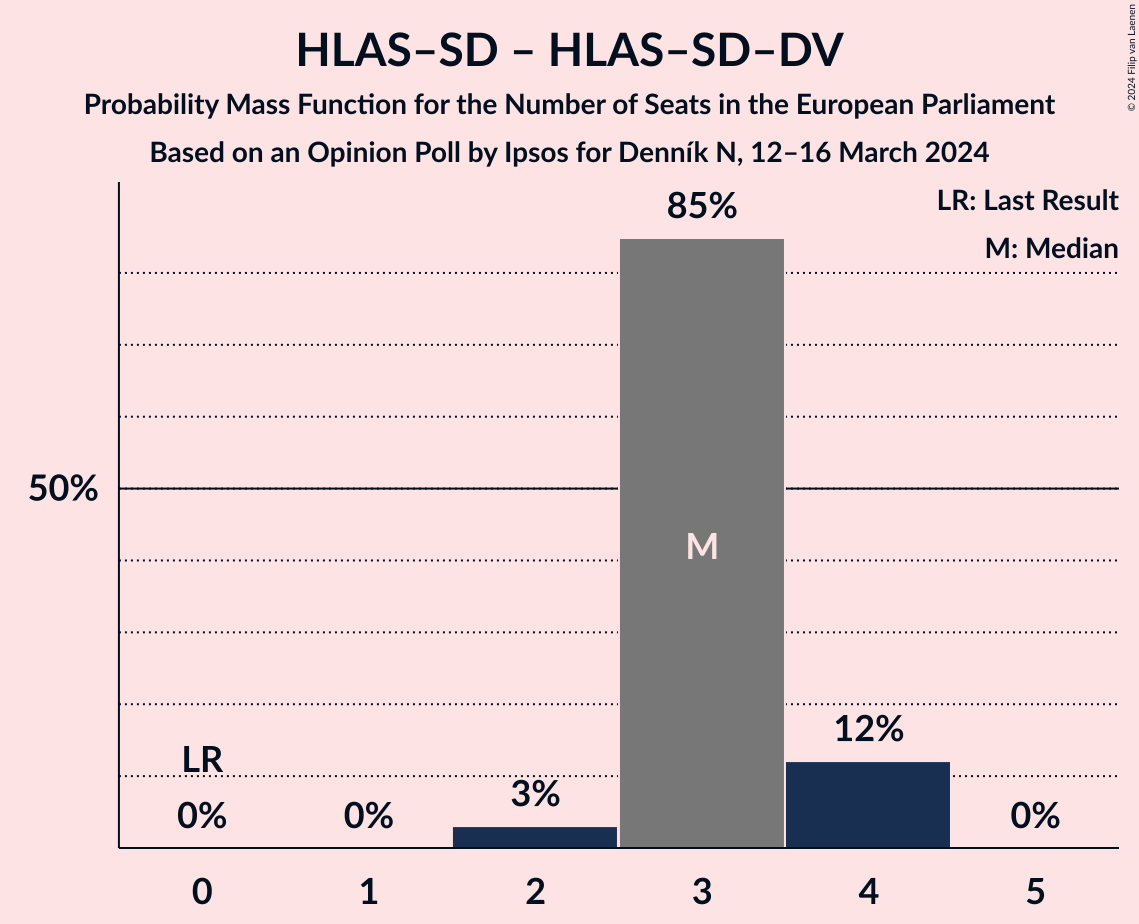 HLAS–SD – HLAS–SD–DV
Probability Mass Function for the Number of Seats in the European Parliament
Based on an Opinion Poll by Ipsos for Denník N, 12–16 March 2024
© 2024 Filip van Laenen
LR: Last Result
M: Median
85%
50%
M
12%
LR
3%
0%
0%
0%
0
1
2
3
4
5